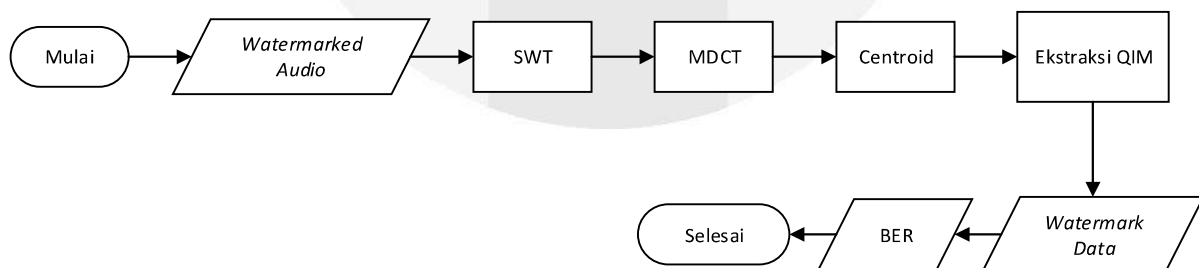 Mulai
Watermarked
Audio
SWT
MDCT
Centroid
Ekstraksi QIM
Watermark
Data
BER
Selesai